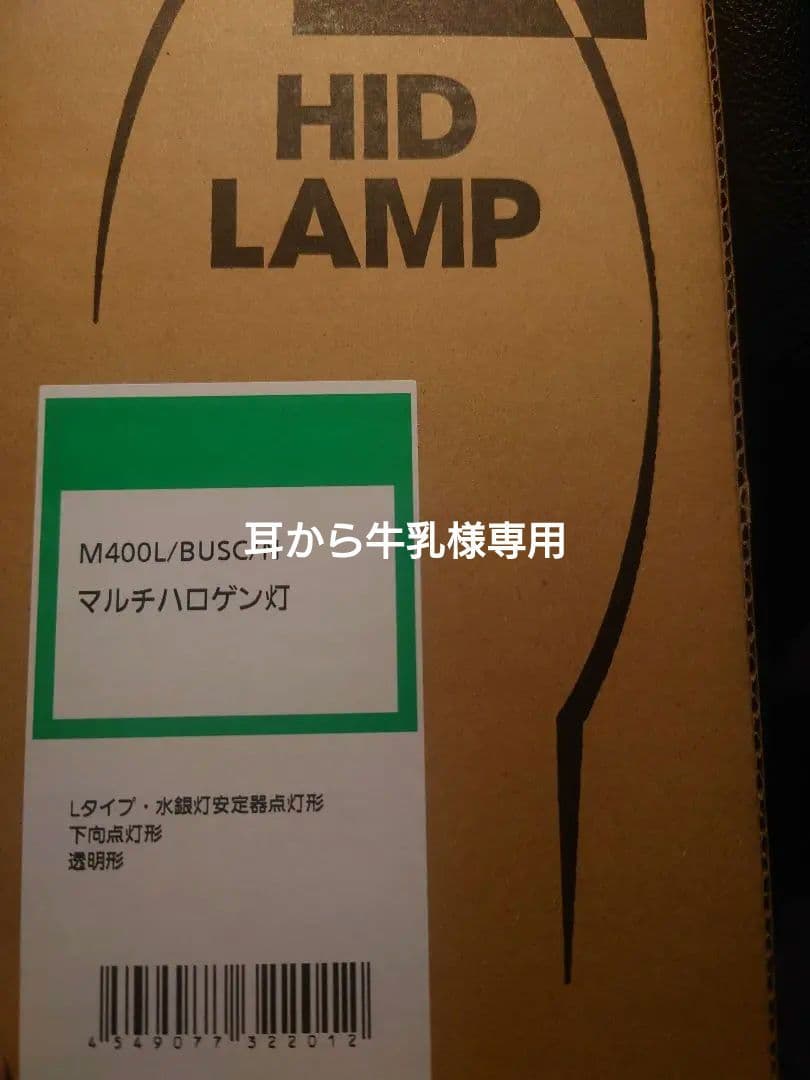 HID
LAMP
耳から牛乳様専用
M400L/BUSC/
マルチハロゲン灯
Lタイプ・水銀灯安定器点灯形
下向点灯形
透明形
4549077322012